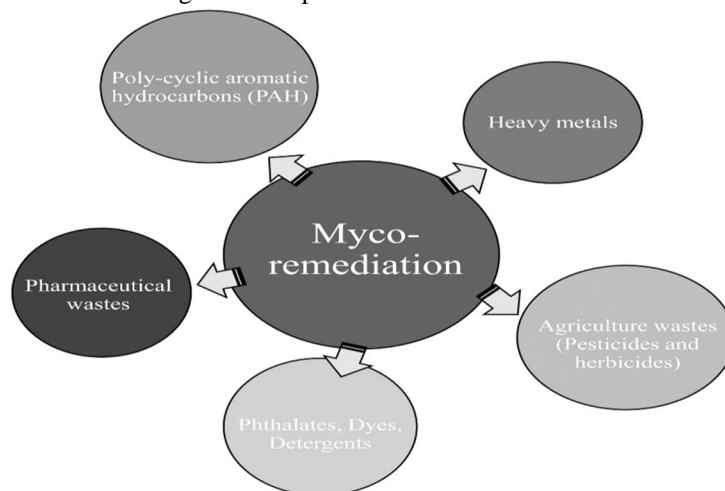 Poly-cyclic aromatic
hydrocarbons (PAH)
Heavy metals
Myco-
remediation
Pharmaceutical
wastes
Agriculture wastes
(Pesticides and
herbicides)
Phthalates, Dyes,
Detergents